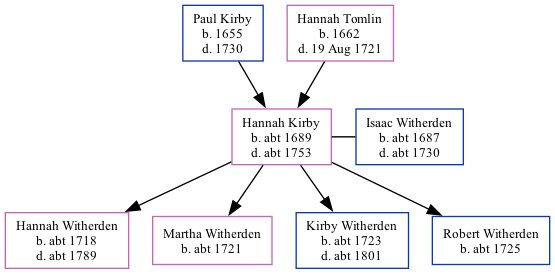 Paul Kirby
b. 1655
d. 1730
Hannah Tomlin
b. 1662
d. 19 Aug 1721
Hannah Kirby
b. abt 1689
d. abt 1753
Isaac Witherden
b. abt 1687
d. abt 1730
Hannah Witherden
b. abt 1718
d. abt 1789
Martha Witherden
b. abt 1721
Kirby Witherden
b. abt 1723
d. abt 1801
Robert Witherden
b. abt 1725